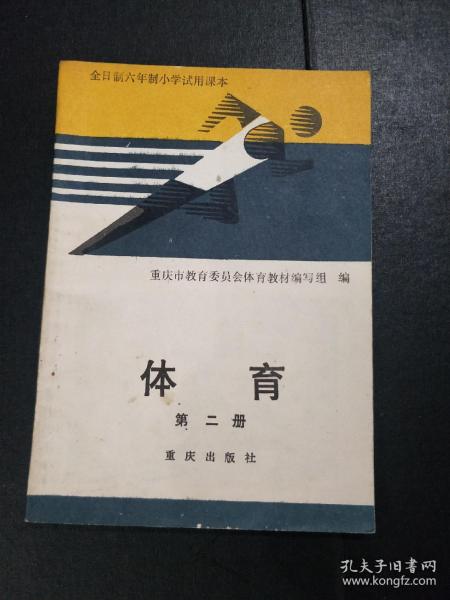 全日制六年制小学试用课本
重庆市教育委员会体育教材编写组 编
体 育
第二册
重庆出版社
孔夫子旧书网
www.kongfz.com